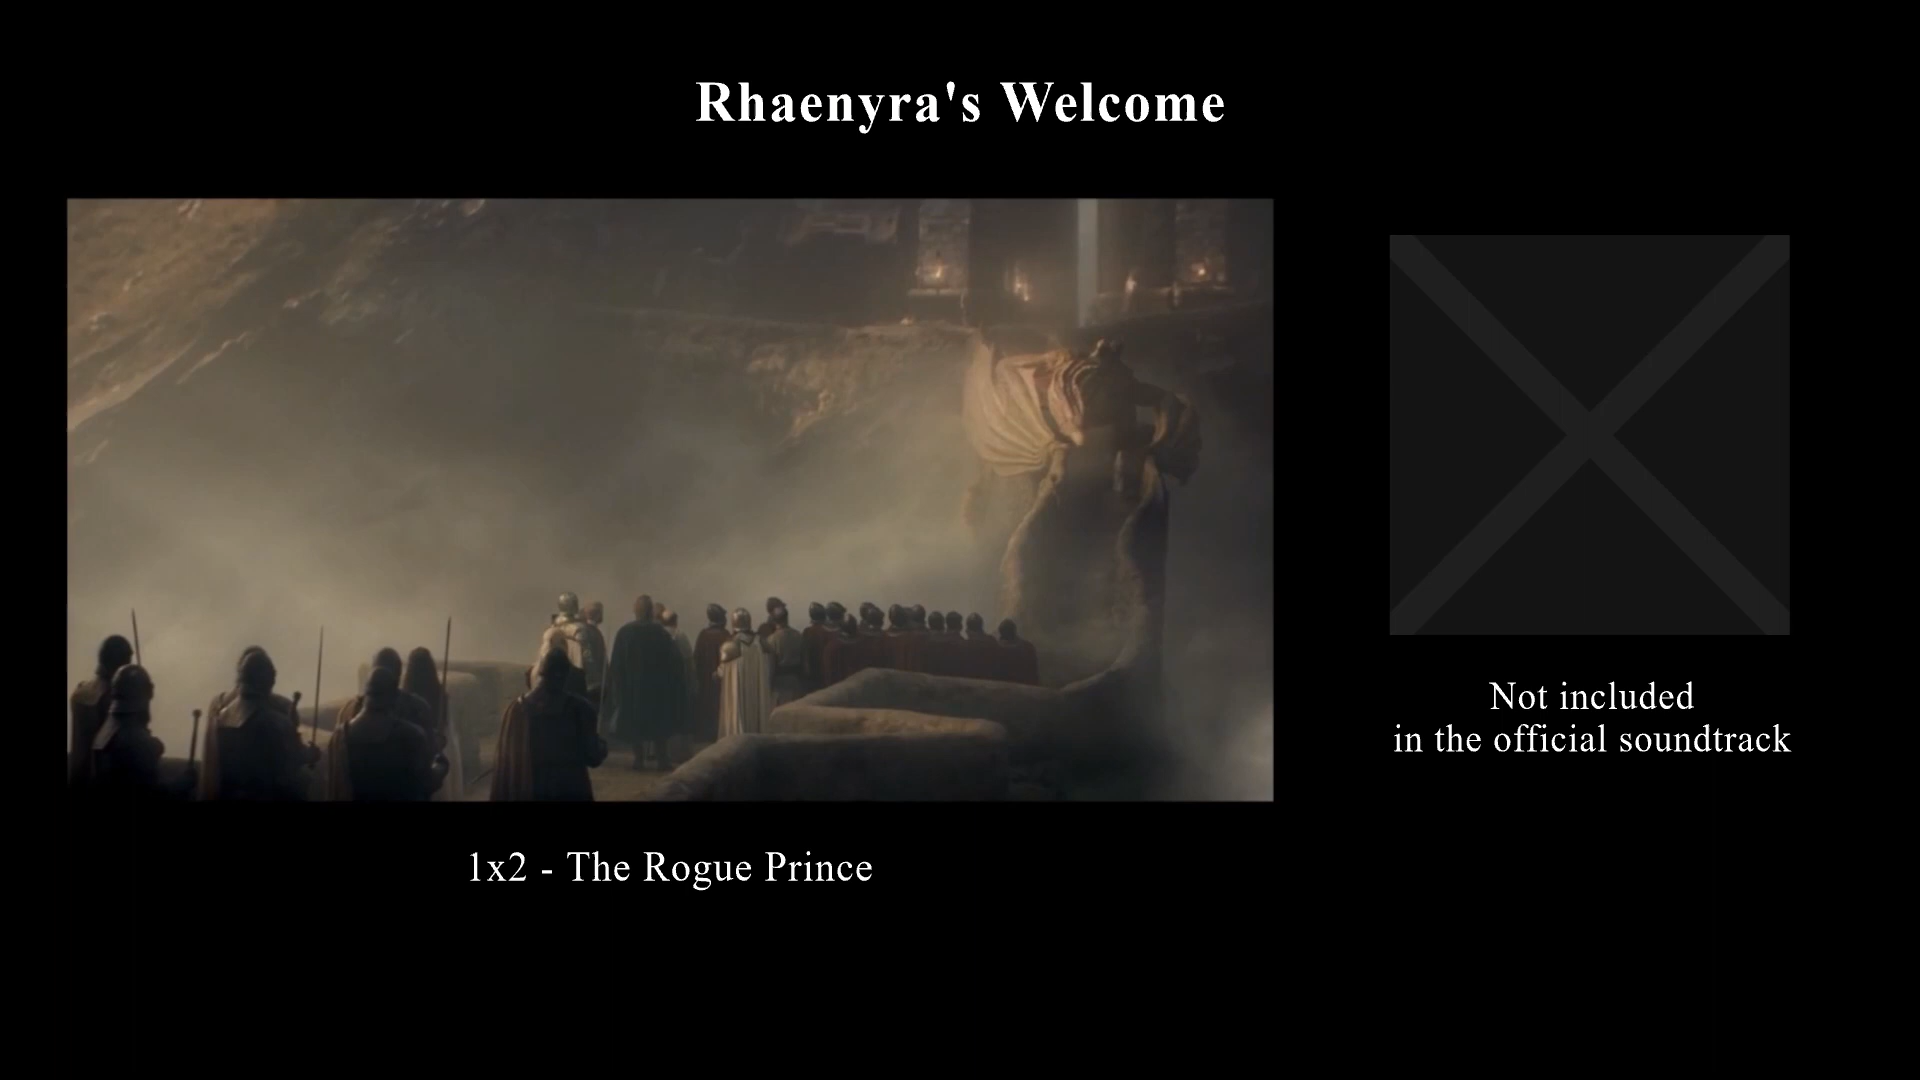 Rhaenyra's Welcome
Not included
in the official soundtrack
1x2 - The Rogue Prince